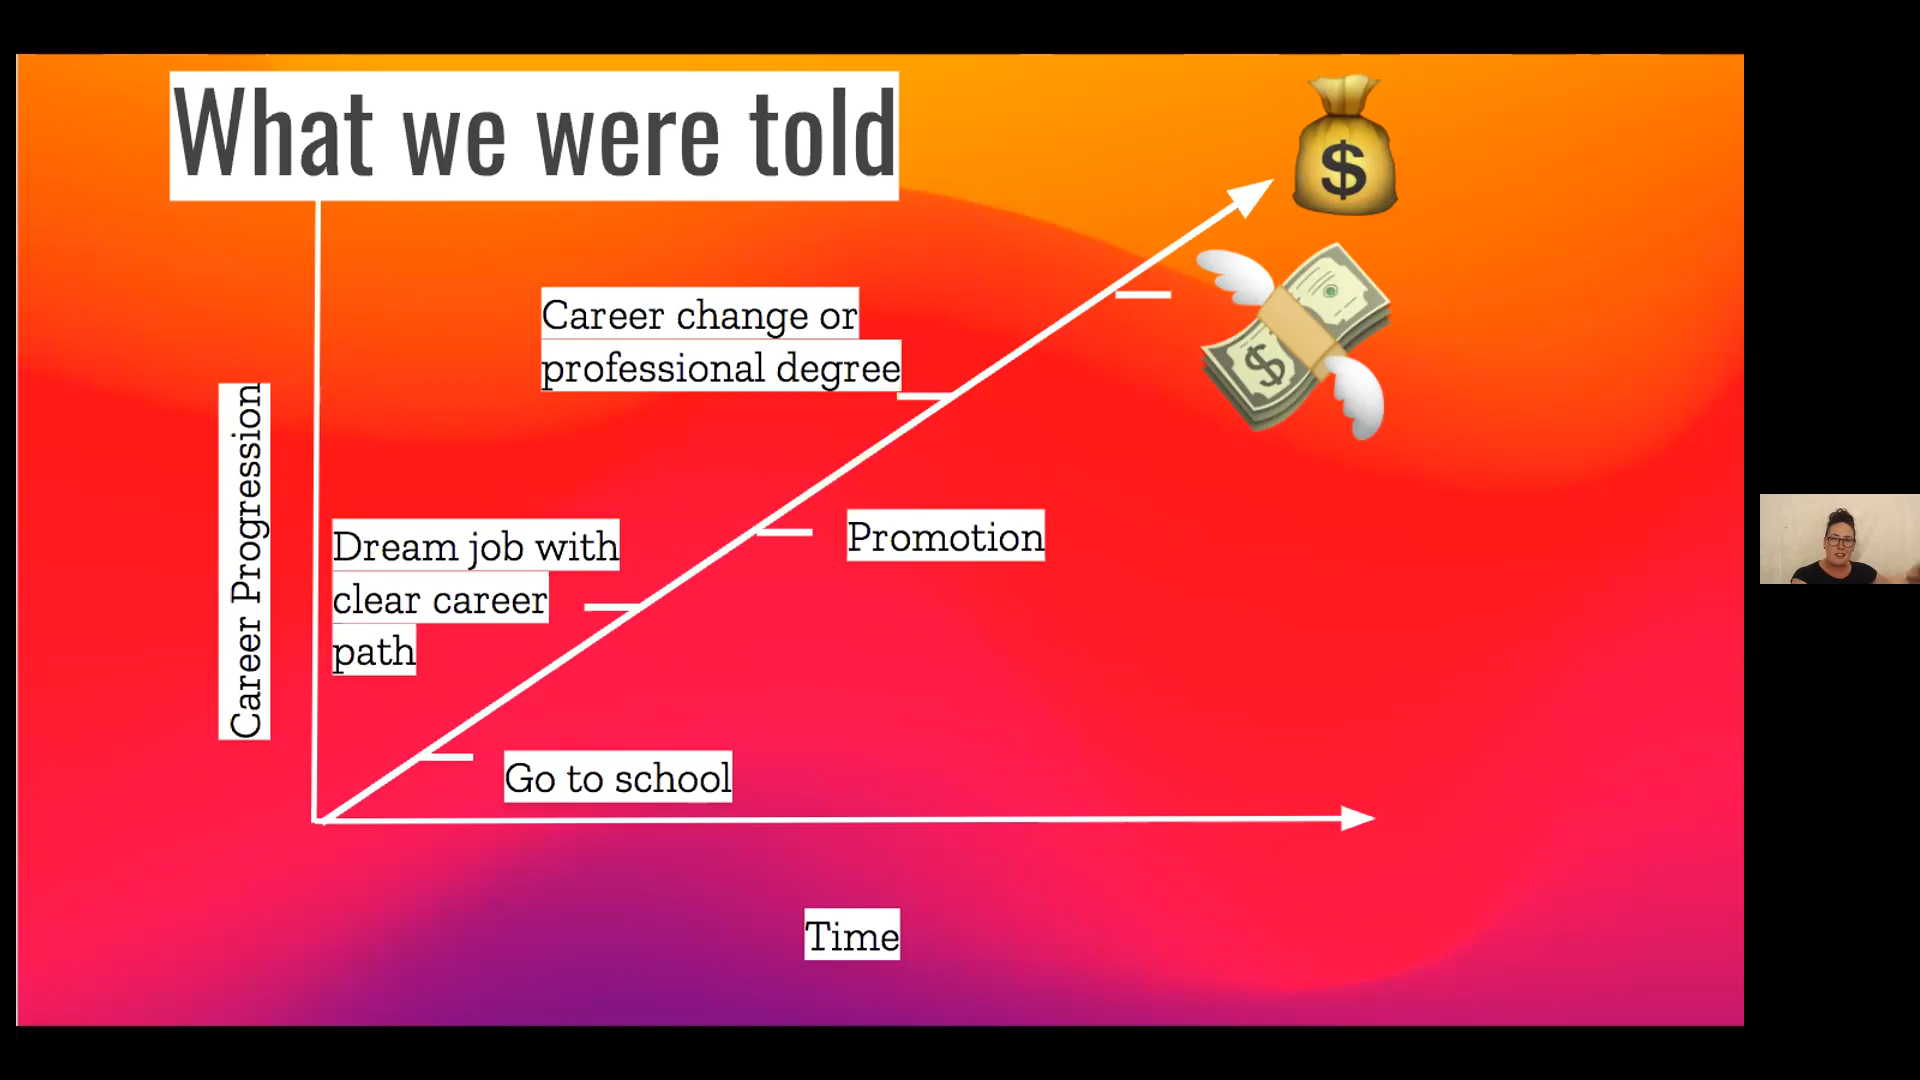 What we were told
Career change or
professional degree
Career Progression
Dream job with
clear career
path
Promotion
Go to school
Time